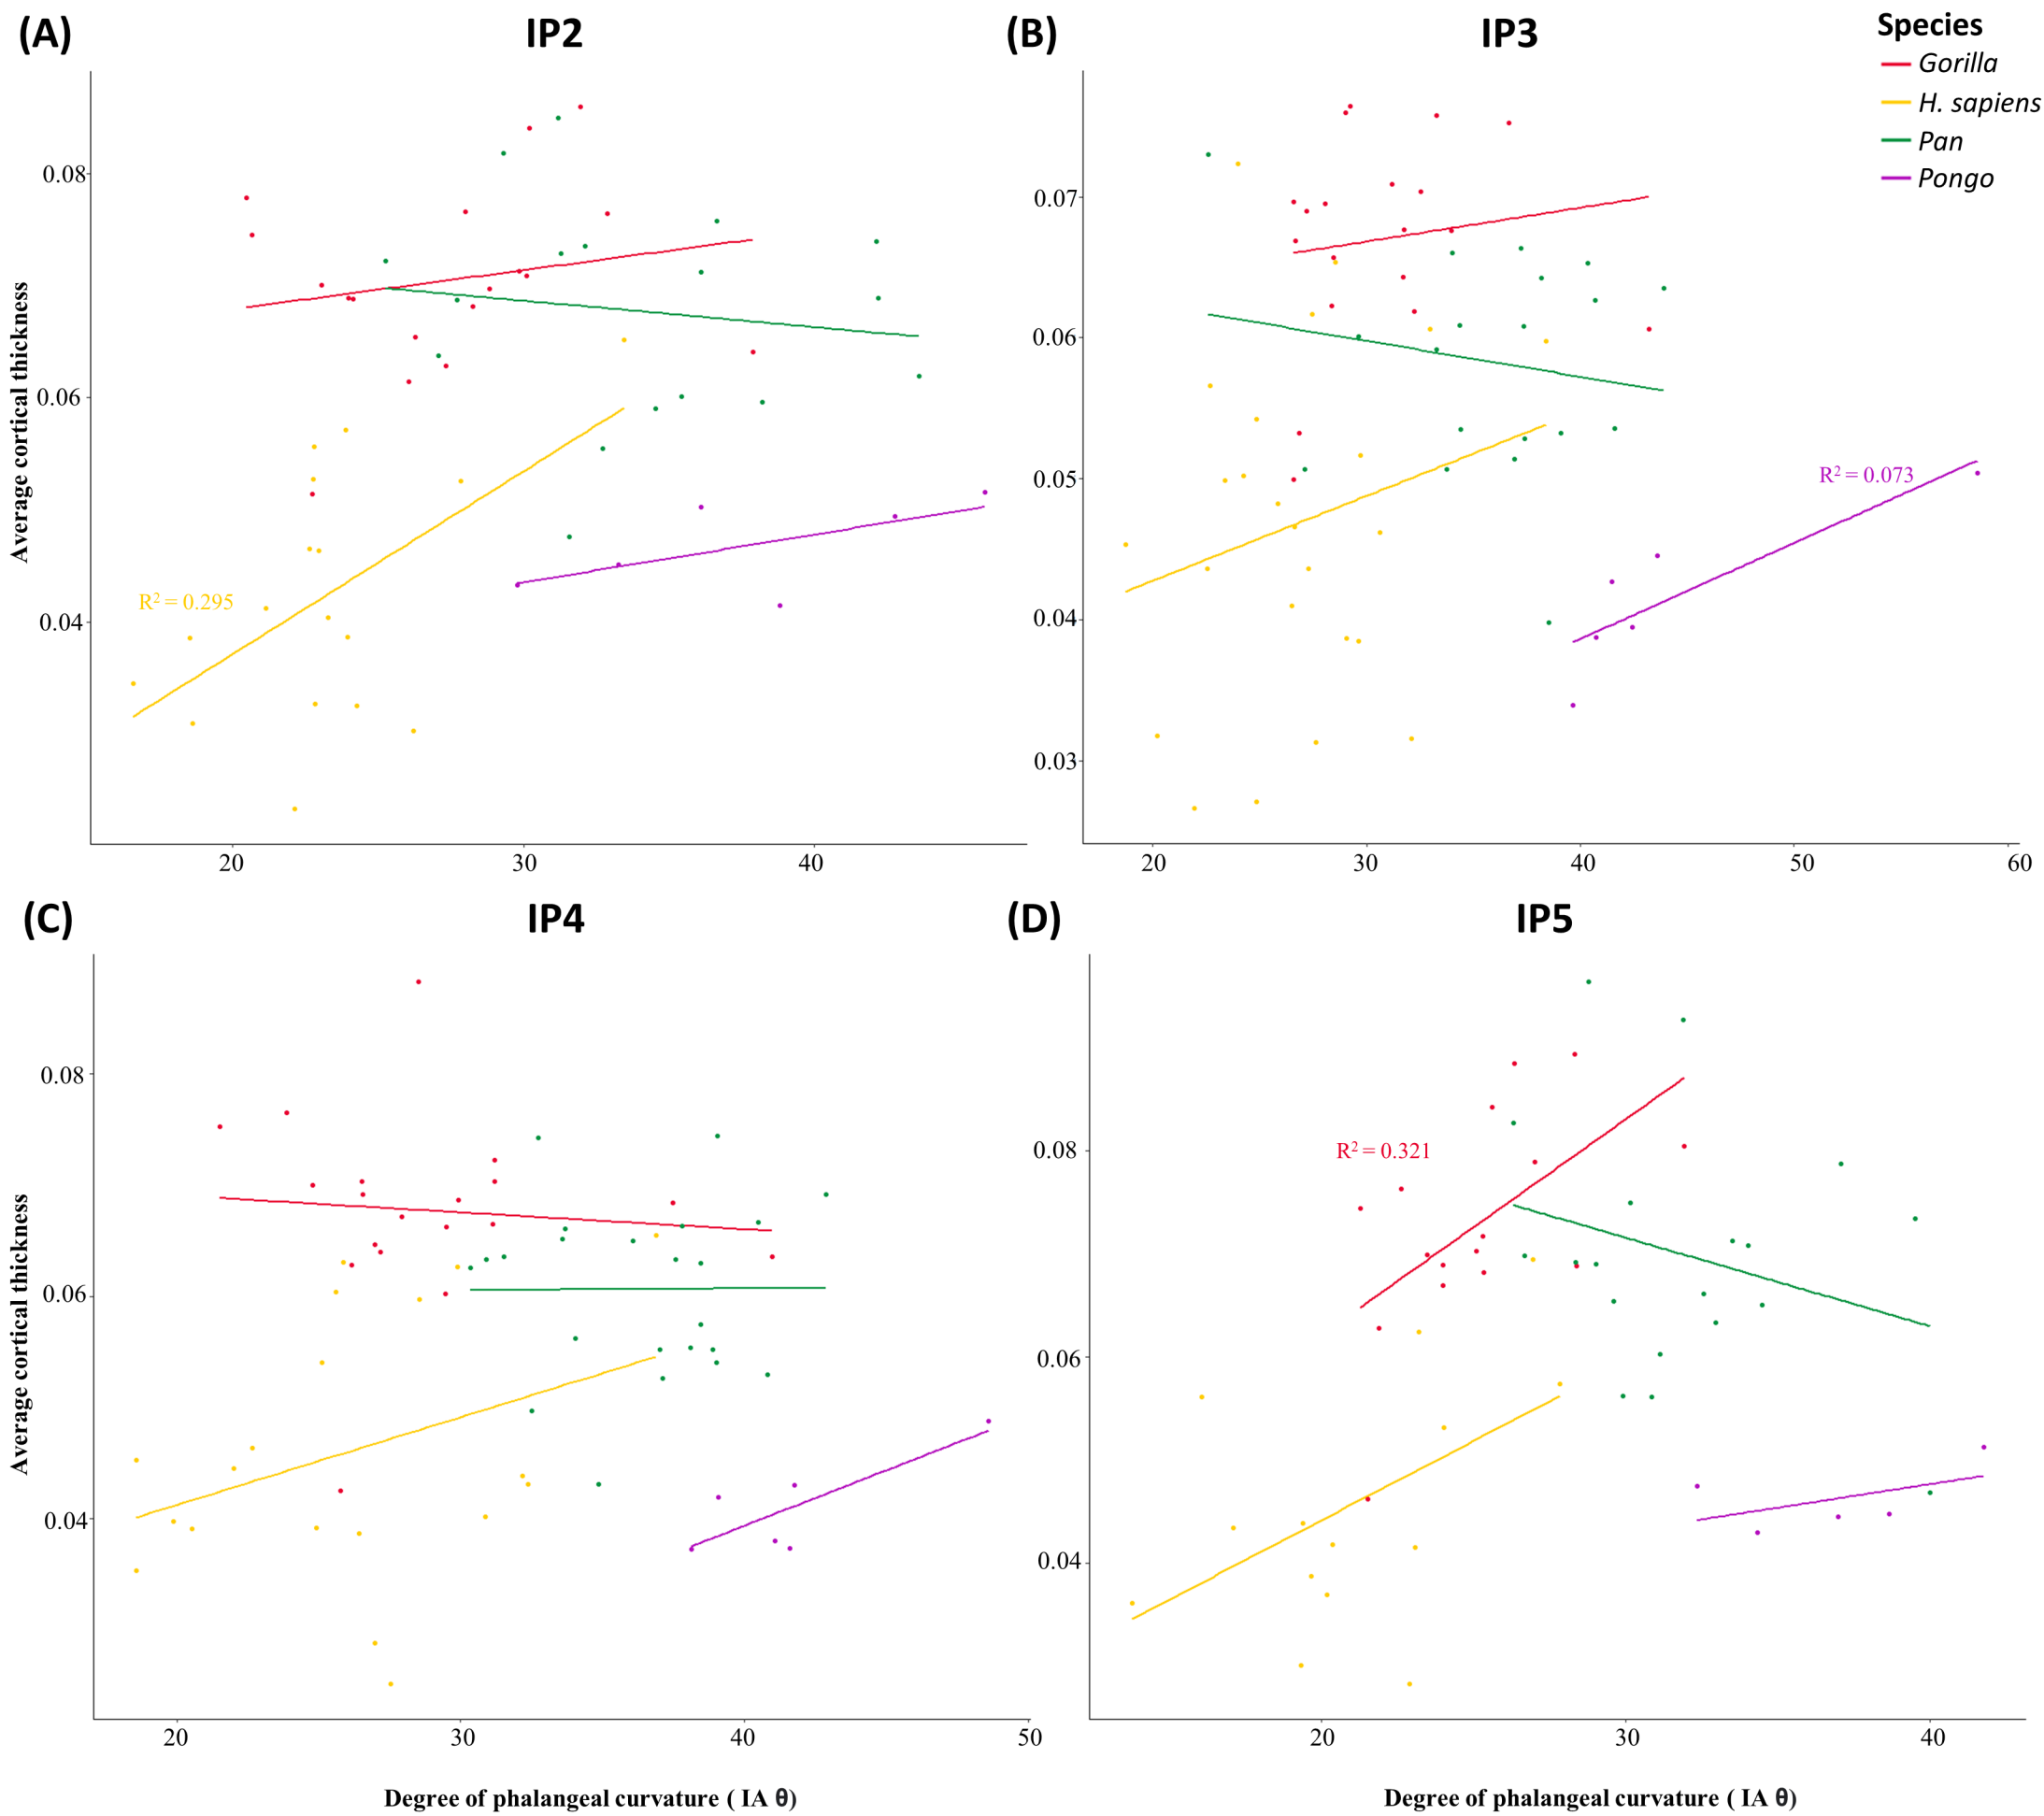 (A) IP2
(B) IP3
Species
Gorilla
H. sapiens
Pan
Pongo
Average cortical thickness
0.08
0.06
0.04
R² = 0.295
20 30 40
0.07
0.06
0.05
0.04
0.03
R² = 0.073
20 30 40 50 60
(C) IP4
(D) IP5
Average cortical thickness
0.08
0.06
0.04
20 30 40 50
Degree of phalangeal curvature ( IA θ)
0.08
0.06
0.04
R² = 0.321
20 30 40
Degree of phalangeal curvature ( IA θ)